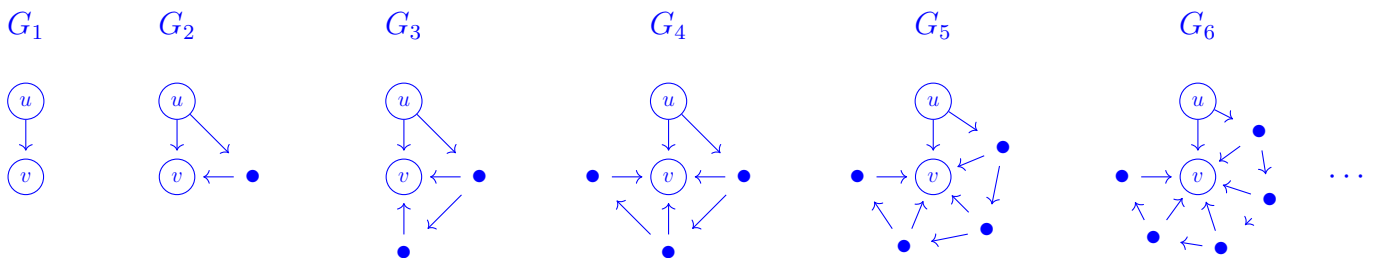 G₁ G₂ G₃ G₄ G₅ G₆
u u u u u u
v v v v v v ⋯